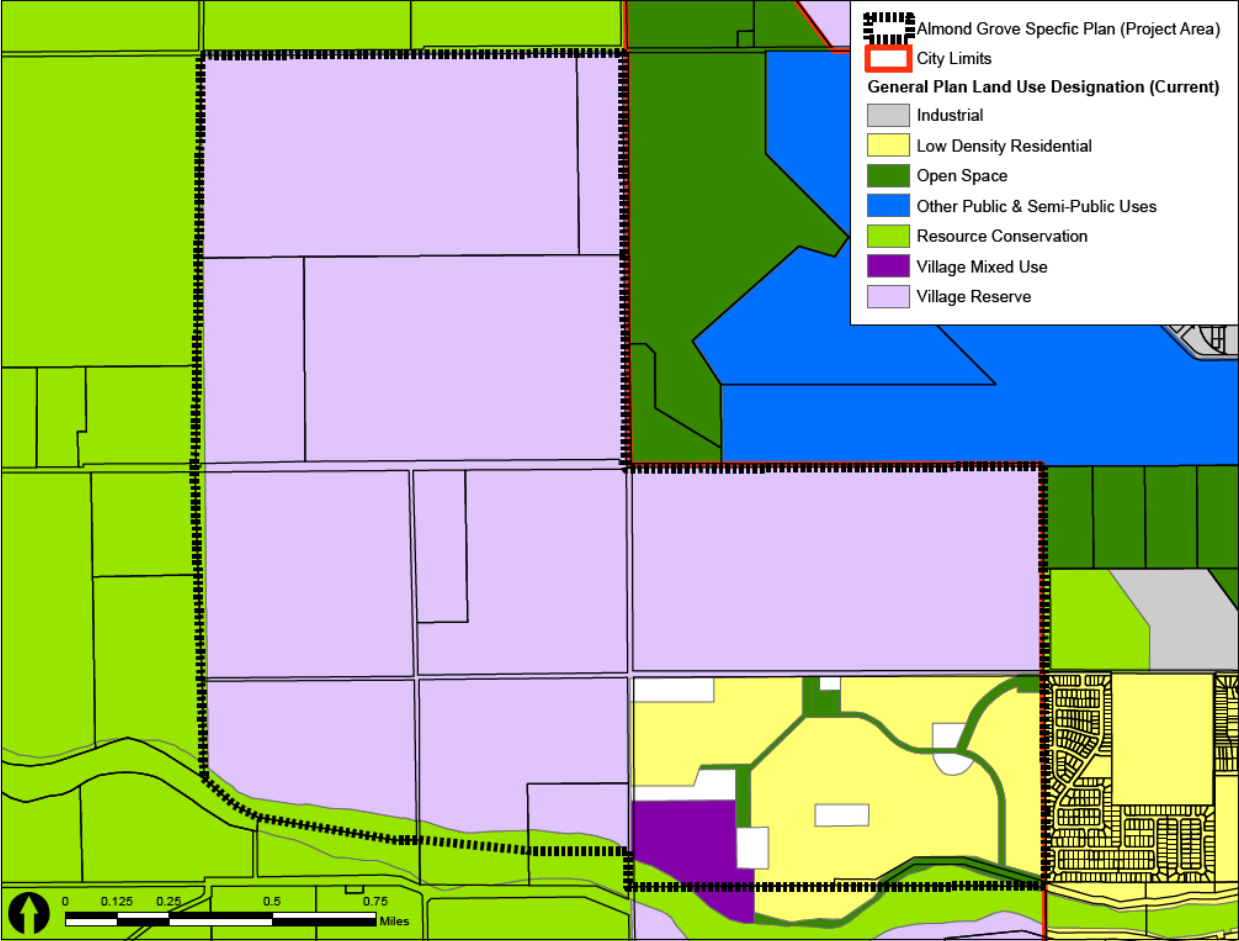 Almond Grove Specfic Plan (Project Area)
City Limits
General Plan Land Use Designation (Current)
Industrial
Low Density Residential
Open Space
Other Public & Semi-Public Uses
Resource Conservation
Village Mixed Use
Village Reserve
0 0.125 0.25 0.5 0.75
Miles